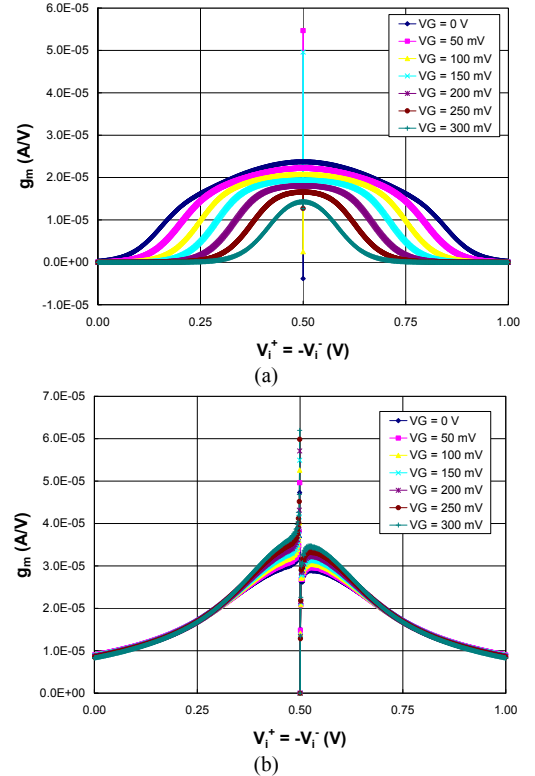 6.0E-05
5.0E-05
4.0E-05
3.0E-05
2.0E-05
1.0E-05
0.0E+00
-1.0E-05
gm (A/V)
VG = 0 V
VG = 50 mV
VG = 100 mV
VG = 150 mV
VG = 200 mV
VG = 250 mV
VG = 300 mV
0.00 0.25 0.50 0.75 1.00
Vi+ = -Vi- (V)
(a)
7.0E-05
6.0E-05
5.0E-05
4.0E-05
3.0E-05
2.0E-05
1.0E-05
0.0E+00
gm (A/V)
VG = 0 V
VG = 50 mV
VG = 100 mV
VG = 150 mV
VG = 200 mV
VG = 250 mV
VG = 300 mV
0.00 0.25 0.50 0.75 1.00
Vi+ = -Vi- (V)
(b)